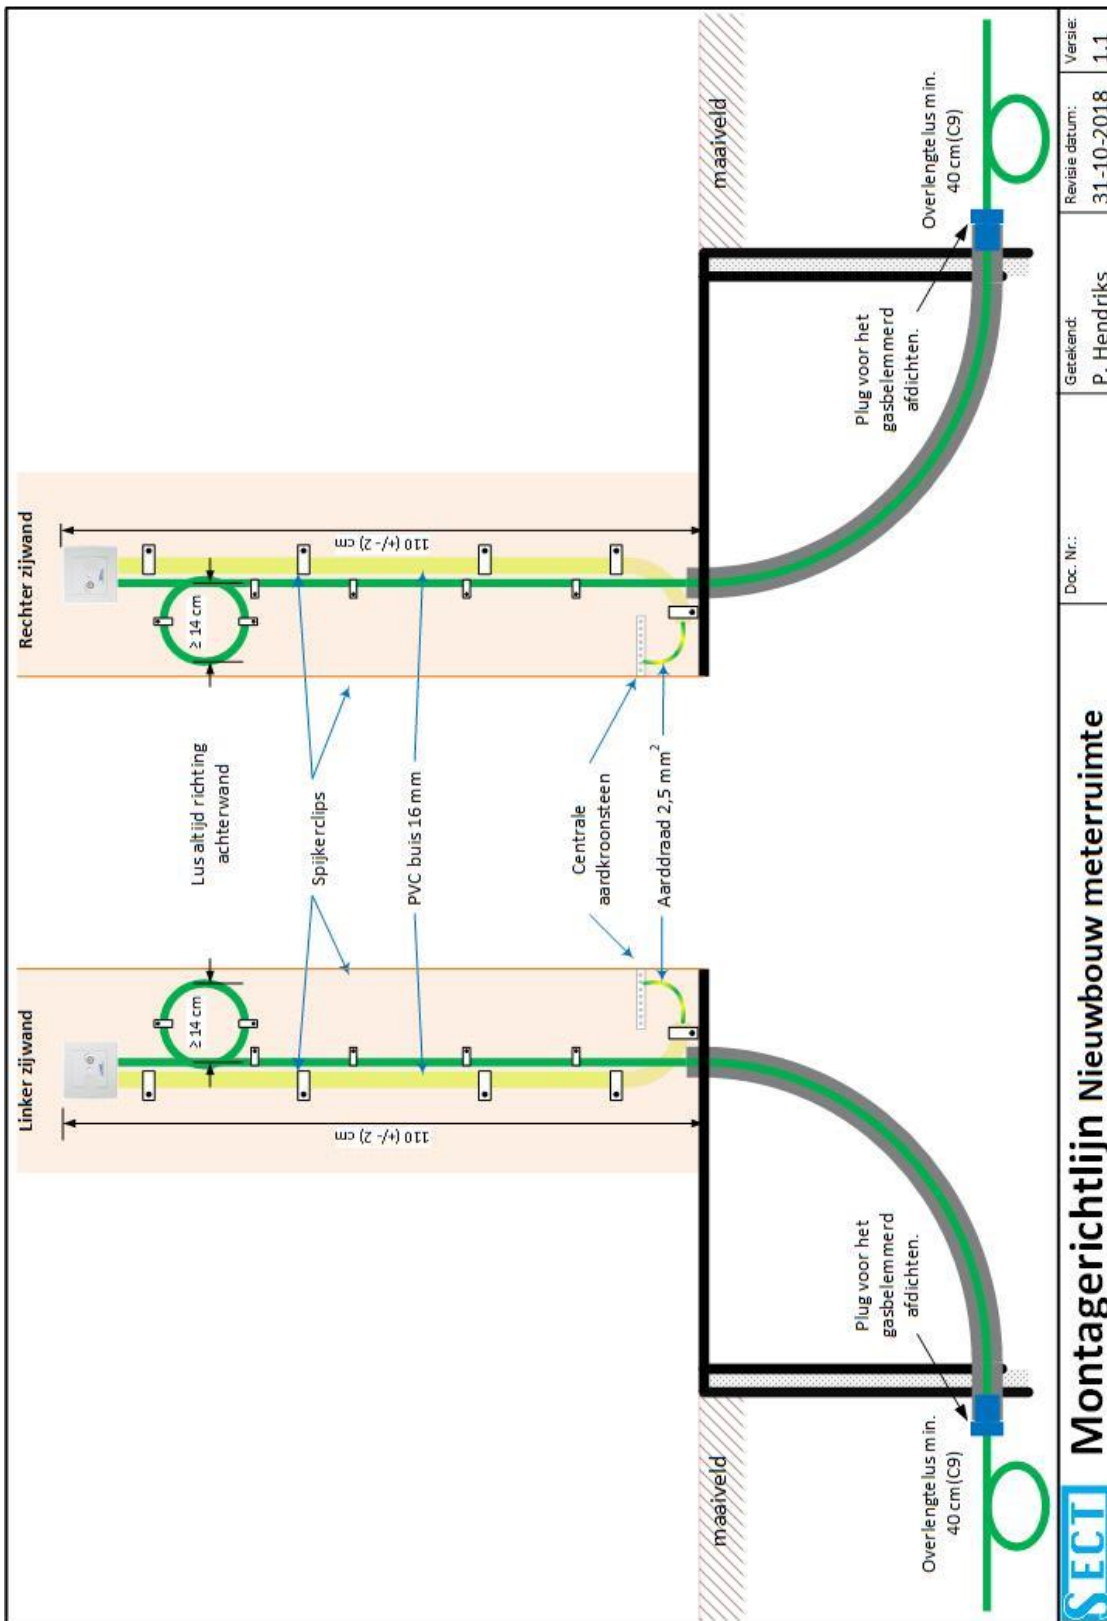 Linker zijwand
Rechter zijwand
≥ 14 cm
Lus altijd richting
achterwand
≥ 14 cm
110 (+/- 2) cm
Spijkerclips
110 (+/- 2) cm
PVC buis 16 mm
Centrale
aardkroonsteen
Aarddraad 2,5 mm²
maaiveld
maaiveld
Plug voor het
gasbelemmerd
afdichten.
Plug voor het
gasbelemmerd
afdichten.
Overlengte lus min.
40 cm (C9)
Overlengte lus min.
40 cm (C9)
SECT
Montagerichtlijn Nieuwbouw meterruimte
Doc. Nr.:
Getekend:
P. Hendriks
Revisie datum:
31-10-2018
Versie:
1.1